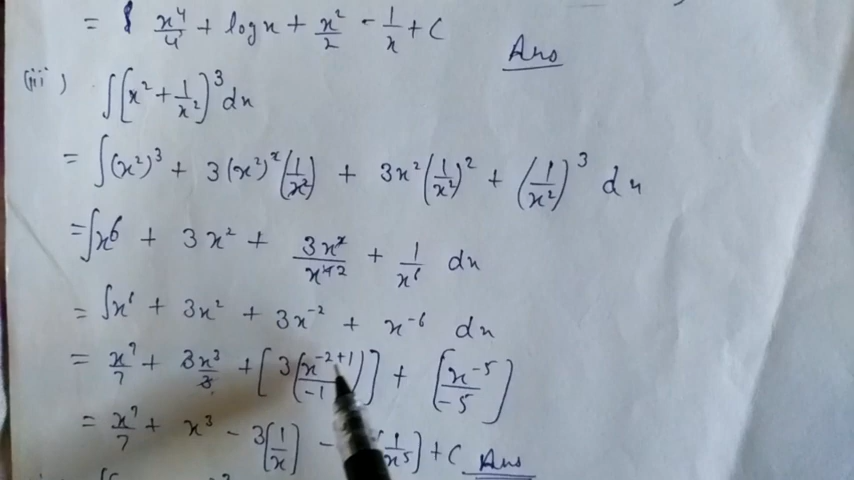 = x⁴/4 + log x + x²/2 - 1/x + C
Ans
(iii) ∫(x² + 1/x²)³ dx
= ∫(x²)³ + 3(x²)²(1/x²) + 3x²(1/x²)² + (1/x²)³ dx
= ∫x⁶ + 3x² + 3x²/x⁴² + 1/x⁶ dx
= ∫x⁶ + 3x² + 3x⁻² + x⁻⁶ dx
= x⁷/7 + 3x³/3 + [3(x⁻²⁺¹/-1)] + [x⁻⁵/-5]
= x⁷/7 + x³ - 3[1/x] - (1/x⁵) + C Ans